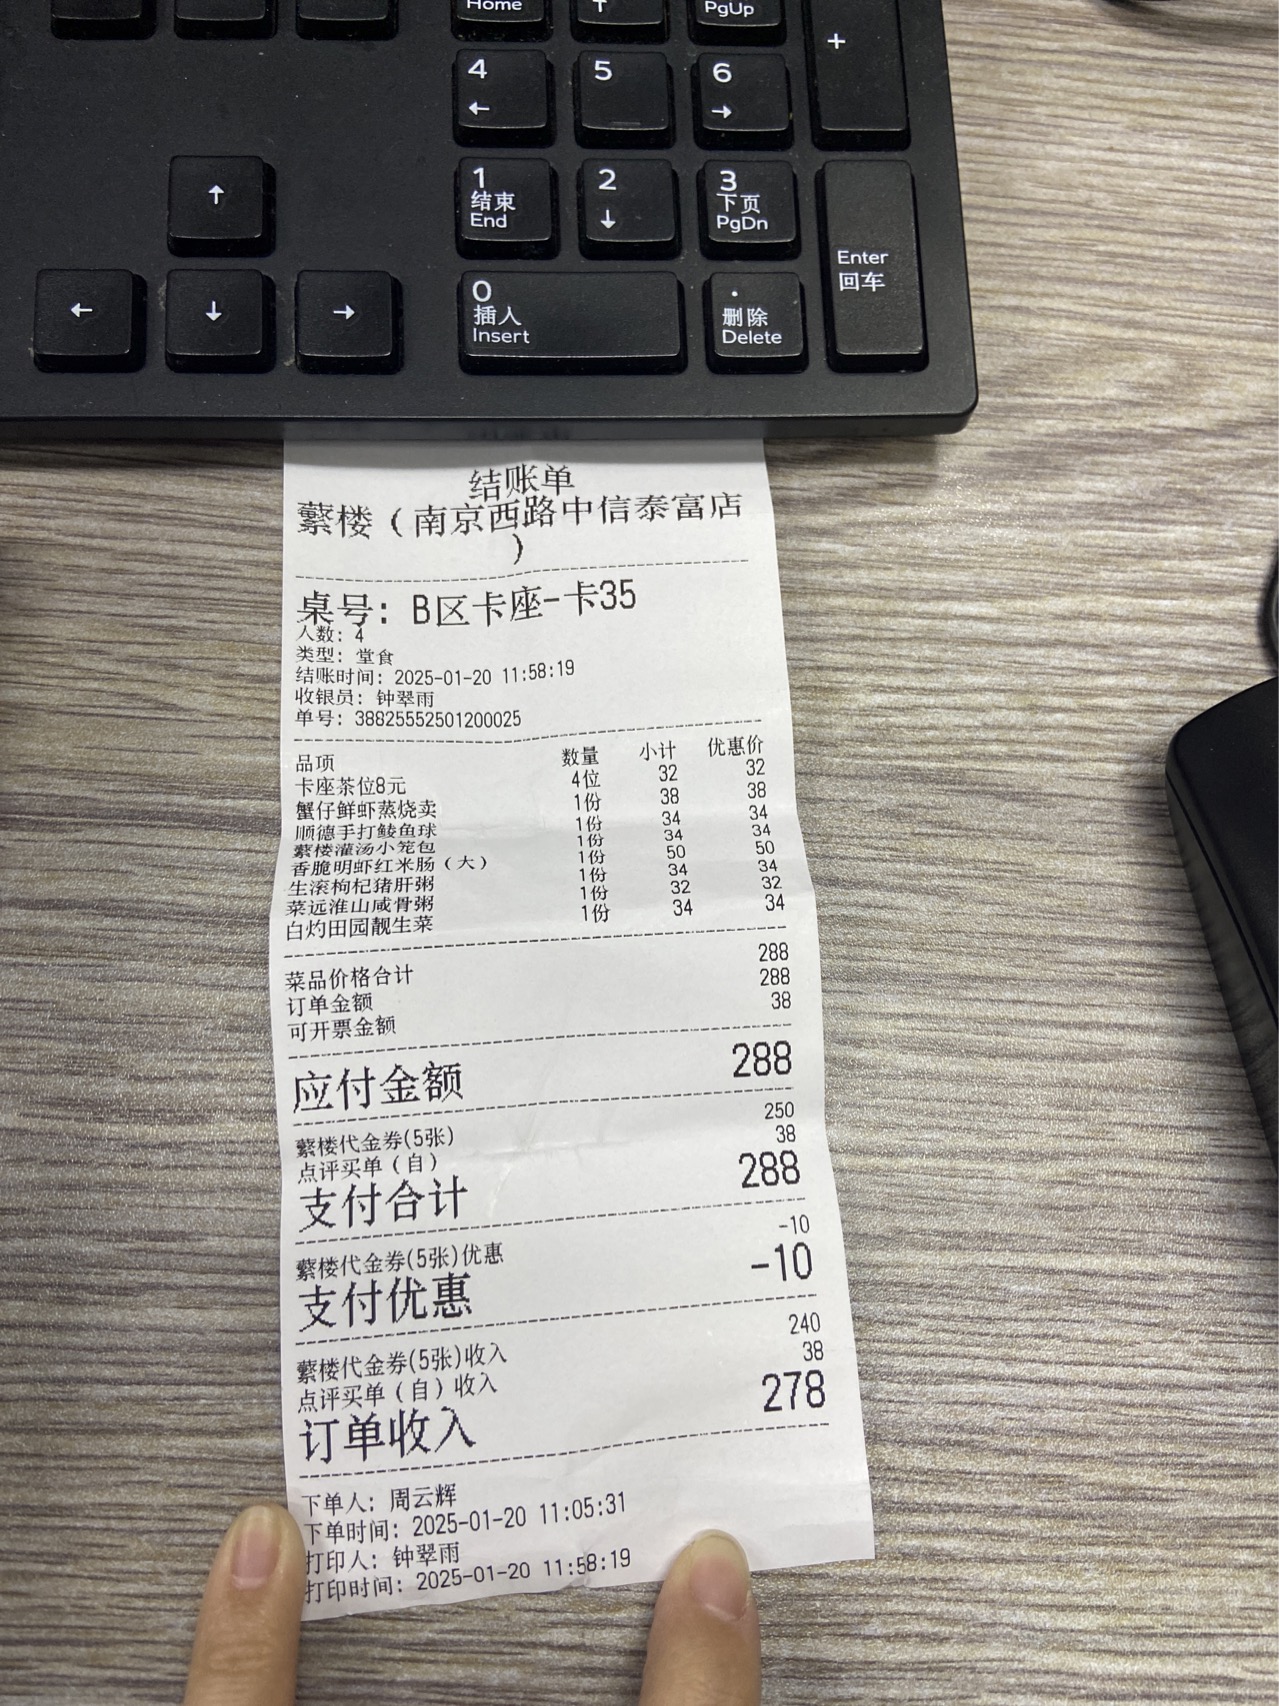 Home
↑
PgUp
+
4
←
5
6
→
↑
1
结束
End
2
↓
3
下页
PgDn
Enter
回车
←
↓
→
0
插入
Insert
.
删除
Delete
结账单
蘩楼（南京西路中信泰富店
）
桌号: B区卡座-卡35
人数: 4
类型: 堂食
结账时间: 2025-01-20 11:58:19
收银员: 钟翠雨
单号: 38825552501200025
品项 数量 小计 优惠价
卡座茶位8元 4位 32 32
蟹仔鲜虾蒸烧卖 1份 38 38
顺德手打鲮鱼球 1份 34 34
蘩楼灌汤小笼包 1份 34 34
香脆明虾红米肠（大） 1份 50 50
生滚枸杞猪肝粥 1份 34 34
菜远淮山咸骨粥 1份 32 32
白灼田园靓生菜 1份 34 34
菜品价格合计 288
订单金额 288
可开票金额 38
应付金额 288
蘩楼代金券(5张) 250
点评买单（自） 38
支付合计 288
蘩楼代金券(5张)优惠 -10
支付优惠 -10
蘩楼代金券(5张)收入 240
点评买单（自）收入 38
订单收入 278
下单人: 周云辉
下单时间: 2025-01-20 11:05:31
打印人: 钟翠雨
打印时间: 2025-01-20 11:58:19